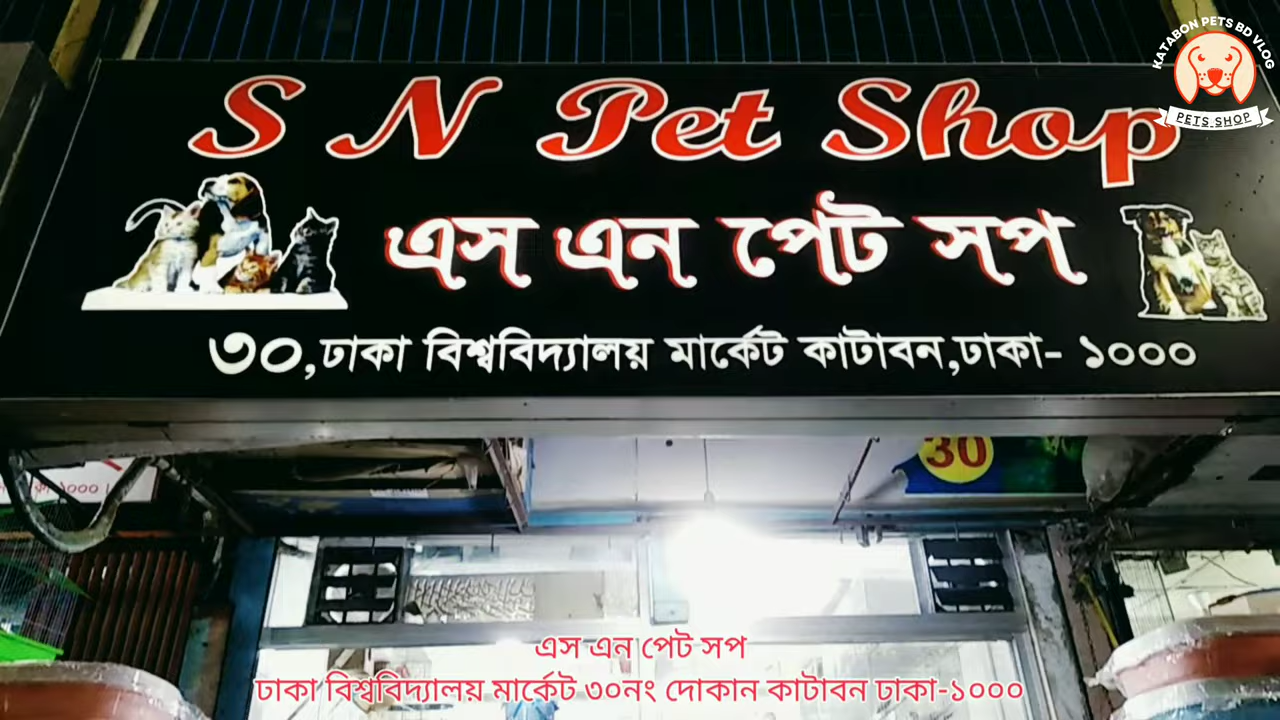 KATABON PETS BD VLOG
PETS SHOP
S N Pet Shop
এস এন পেট সপ
৩০,ঢাকা বিশ্ববিদ্যালয় মার্কেট কাটাবন,ঢাকা- ১০০০
30
১০০০।
এস এন পেট সপ
ঢাকা বিশ্ববিদ্যালয় মার্কেট ৩০নং দোকান কাটাবন ঢাকা-১০০০